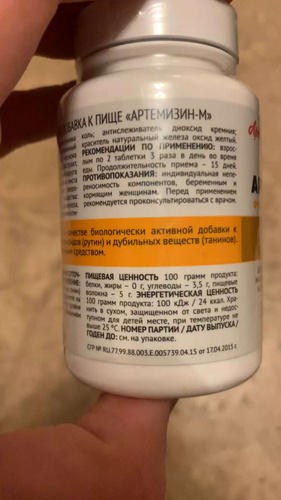 БАВКА К ПИЩЕ «АРТЕМИЗИН-М»
коль; антислеживатель диоксид кремния;
краситель натуральный железа оксид желтый.
РЕКОМЕНДАЦИИ ПО ПРИМЕНЕНИЮ: взрос-
лым по 2 таблетки 3 раза в день во время
еды. Продолжительность приема – 15 дней
ПРОТИВОПОКАЗАНИЯ: индивидуальная непе-
реносимость компонентов, беременным и
кормящим женщинам. Перед применением
рекомендуется проконсультироваться с врачом.
честве биологически активной добавки к
оидов (рутин) и дубильных веществ (танинов).
ным средством.
ПИЩЕВАЯ ЦЕННОСТЬ 100 грамм продукта:
белки, жиры – 0 г, углеводы – 3,5 г, пищевые
волокна – 5 г. ЭНЕРГЕТИЧЕСКАЯ ЦЕННОСТЬ
100 грамм продукта: 100 кДж / 24 ккал. Хра-
нить в сухом, защищенном от света и недос-
тупном для детей месте, при температуре не
выше 25 °С. НОМЕР ПАРТИИ / ДАТА ВЫПУСКА /
ГОДЕН ДО: см. на упаковке.
СГР № RU.77.99.88.003.Е.005739.04.15 от 17.04.2015 г.